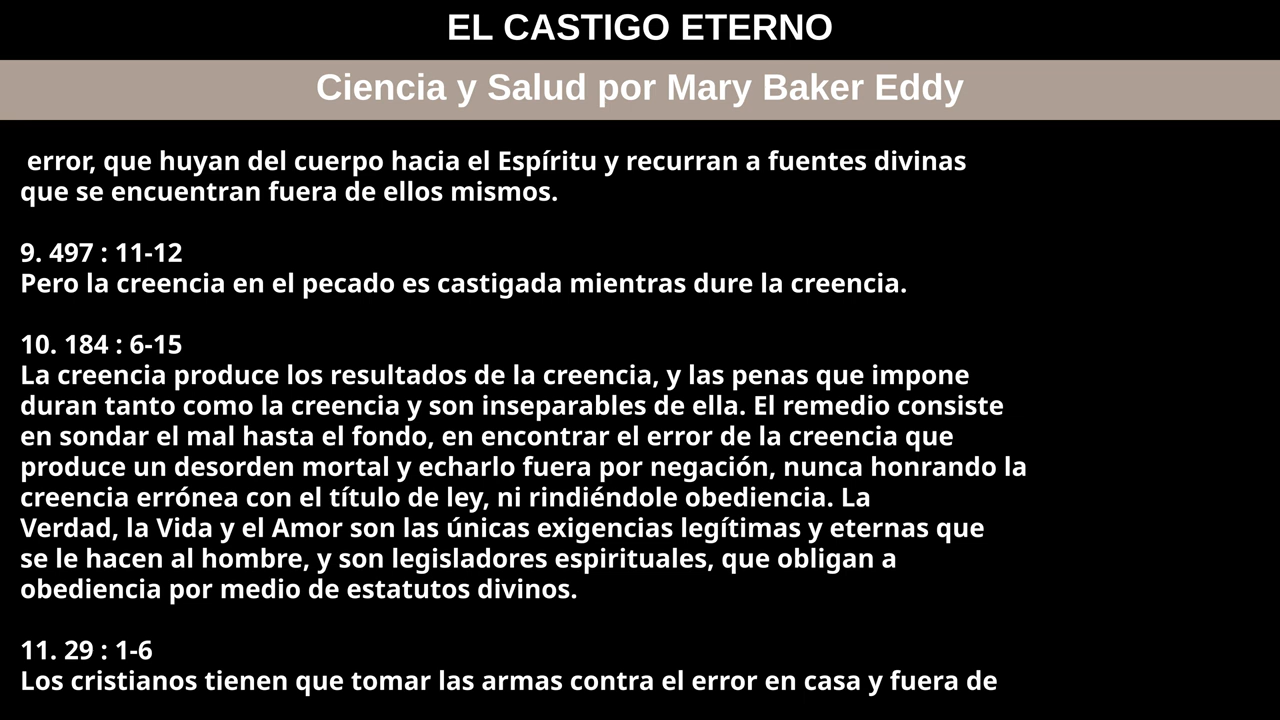 EL CASTIGO ETERNO
Ciencia y Salud por Mary Baker Eddy
error, que huyan del cuerpo hacia el Espíritu y recurran a fuentes divinas
que se encuentran fuera de ellos mismos.
9. 497 : 11-12
Pero la creencia en el pecado es castigada mientras dure la creencia.
10. 184 : 6-15
La creencia produce los resultados de la creencia, y las penas que impone
duran tanto como la creencia y son inseparables de ella. El remedio consiste
en sondar el mal hasta el fondo, en encontrar el error de la creencia que
produce un desorden mortal y echarlo fuera por negación, nunca honrando la
creencia errónea con el título de ley, ni rindiéndole obediencia. La
Verdad, la Vida y el Amor son las únicas exigencias legítimas y eternas que
se le hacen al hombre, y son legisladores espirituales, que obligan a
obediencia por medio de estatutos divinos.
11. 29 : 1-6
Los cristianos tienen que tomar las armas contra el error en casa y fuera de